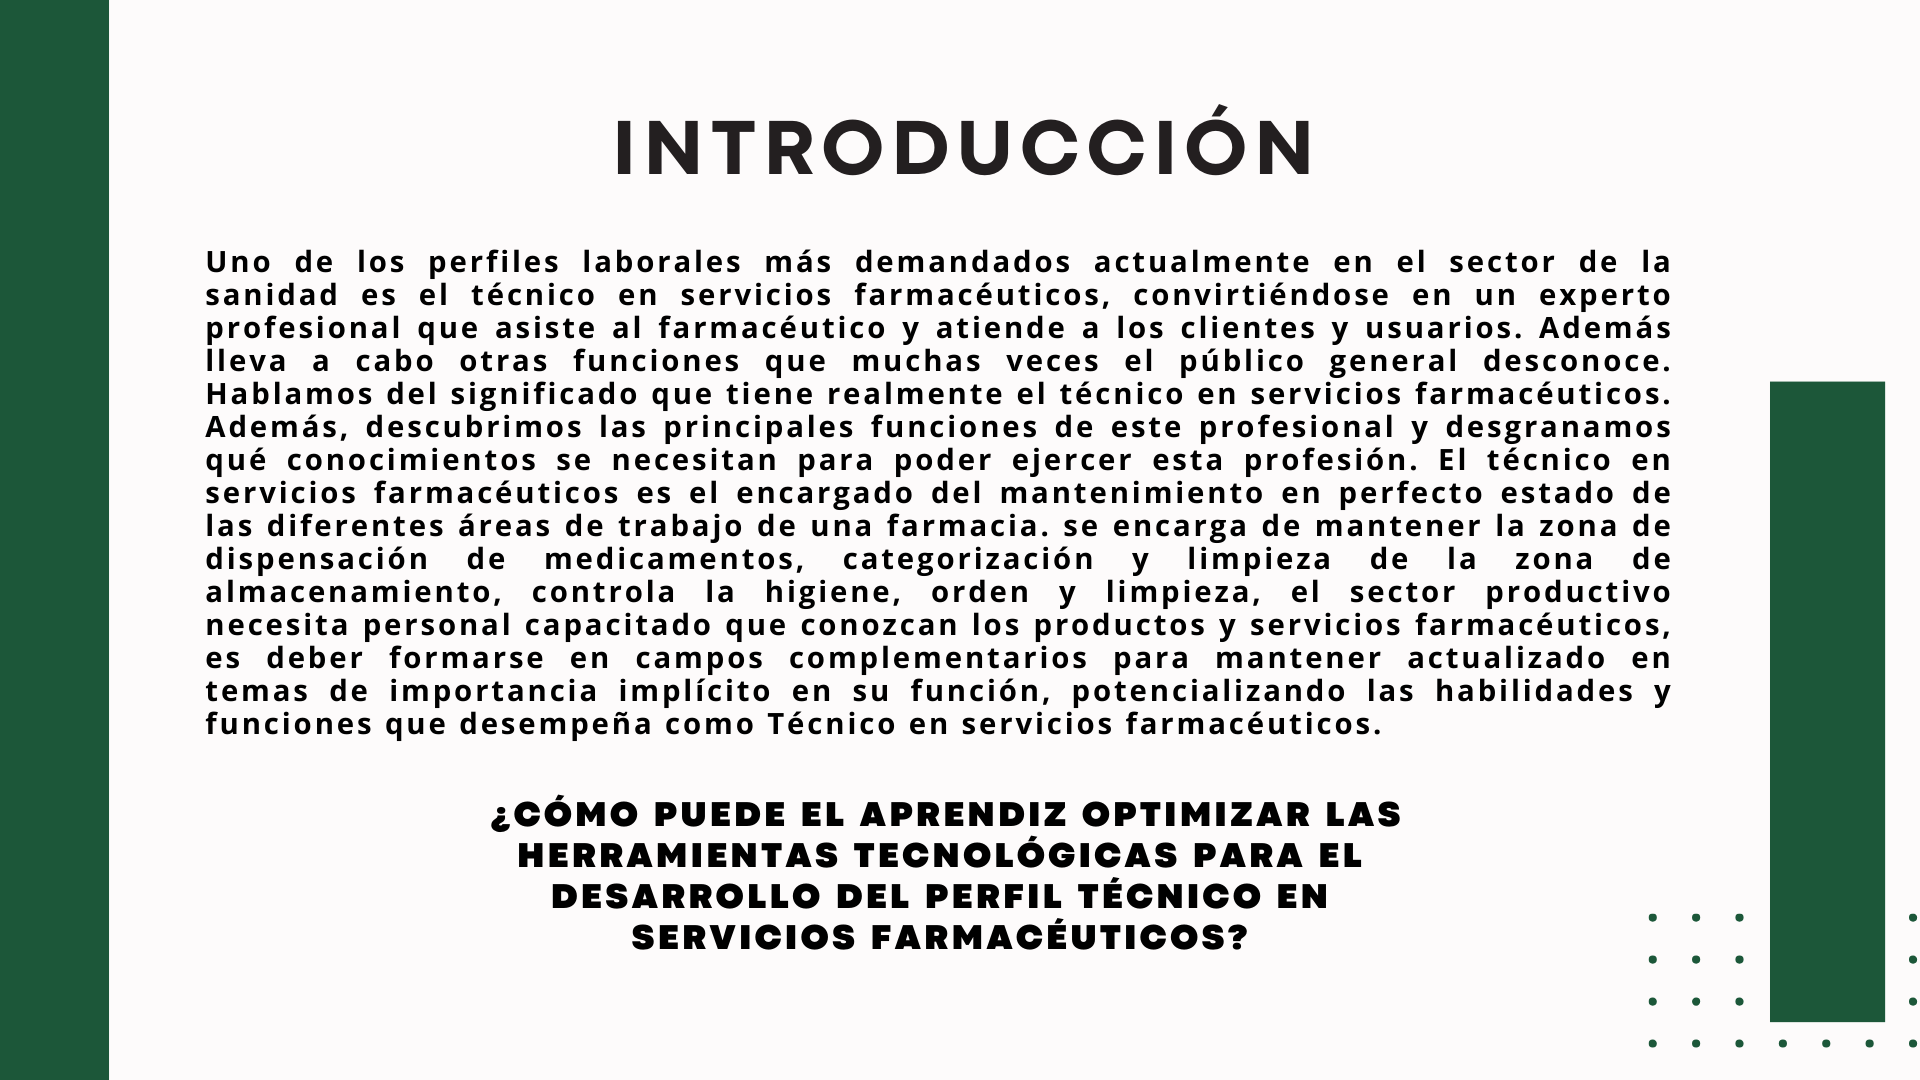 INTRODUCCIÓN
Uno de los perfiles laborales más demandados actualmente en el sector de la
sanidad es el técnico en servicios farmacéuticos, convirtiéndose en un experto
profesional que asiste al farmacéutico y atiende a los clientes y usuarios. Además
lleva a cabo otras funciones que muchas veces el público general desconoce.
Hablamos del significado que tiene realmente el técnico en servicios farmacéuticos.
Además, descubrimos las principales funciones de este profesional y desgranamos
qué conocimientos se necesitan para poder ejercer esta profesión. El técnico en
servicios farmacéuticos es el encargado del mantenimiento en perfecto estado de
las diferentes áreas de trabajo de una farmacia. se encarga de mantener la zona de
dispensación de medicamentos, categorización y limpieza de la zona de
almacenamiento, controla la higiene, orden y limpieza, el sector productivo
necesita personal capacitado que conozcan los productos y servicios farmacéuticos,
es deber formarse en campos complementarios para mantener actualizado en
temas de importancia implícito en su función, potencializando las habilidades y
funciones que desempeña como Técnico en servicios farmacéuticos.
¿CÓMO PUEDE EL APRENDIZ OPTIMIZAR LAS
HERRAMIENTAS TECNOLÓGICAS PARA EL
DESARROLLO DEL PERFIL TÉCNICO EN
SERVICIOS FARMACÉUTICOS?